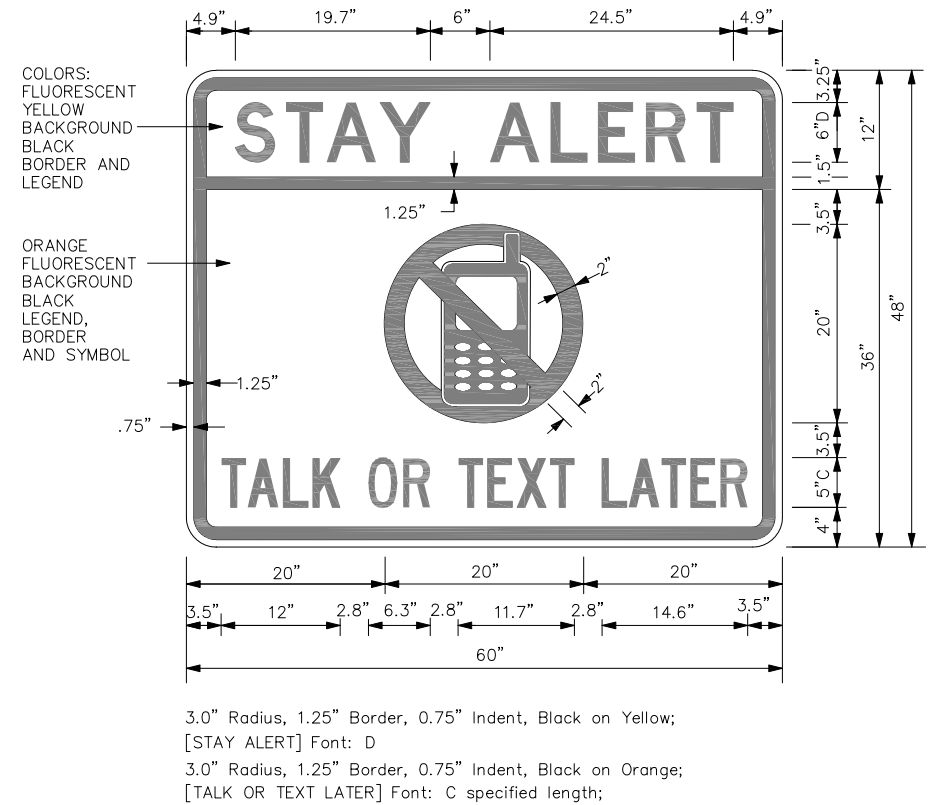 4.9” 19.7” 6” 24.5” 4.9”
COLORS:
FLUORESCENT
YELLOW
BACKGROUND
BLACK
BORDER AND
LEGEND
STAY ALERT
3.25”
6”D
1.5”
12”
1.25”
3.5”
ORANGE
FLUORESCENT
BACKGROUND
BLACK
LEGEND,
BORDER
AND SYMBOL
2”
20”
36”
48”
1.25”
2”
.75”
3.5”
TALK OR TEXT LATER
5”C
4”
20” 20” 20”
3.5” 12” 2.8” 6.3” 2.8” 11.7” 2.8” 14.6” 3.5”
60”
3.0” Radius, 1.25” Border, 0.75” Indent, Black on Yellow;
[STAY ALERT] Font: D
3.0” Radius, 1.25” Border, 0.75” Indent, Black on Orange;
[TALK OR TEXT LATER] Font: C specified length;